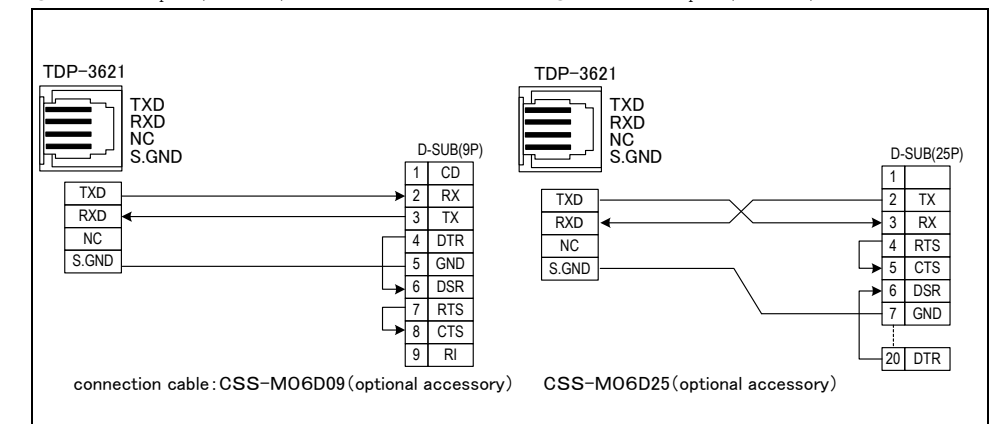 TDP-3621
TXD
RXD
NC
S.GND
D-SUB(9P)
1 CD
2 RX
3 TX
4 DTR
5 GND
6 DSR
7 RTS
8 CTS
9 RI
TXD
RXD
NC
S.GND
connection cable:CSS-MO6D09(optional accessory)
TDP-3621
TXD
RXD
NC
S.GND
D-SUB(25P)
1
2 TX
3 RX
4 RTS
5 CTS
6 DSR
7 GND
20 DTR
TXD
RXD
NC
S.GND
CSS-MO6D25(optional accessory)